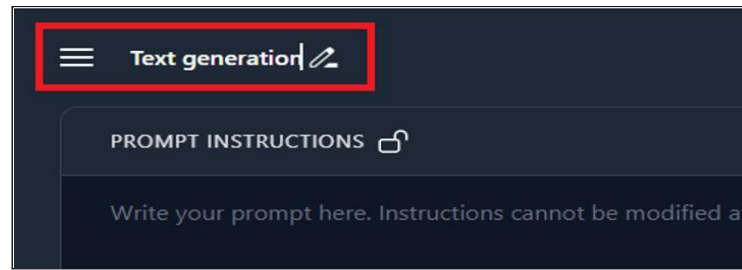 Text generation
PROMPT INSTRUCTIONS
Write your prompt here. Instructions cannot be modified a